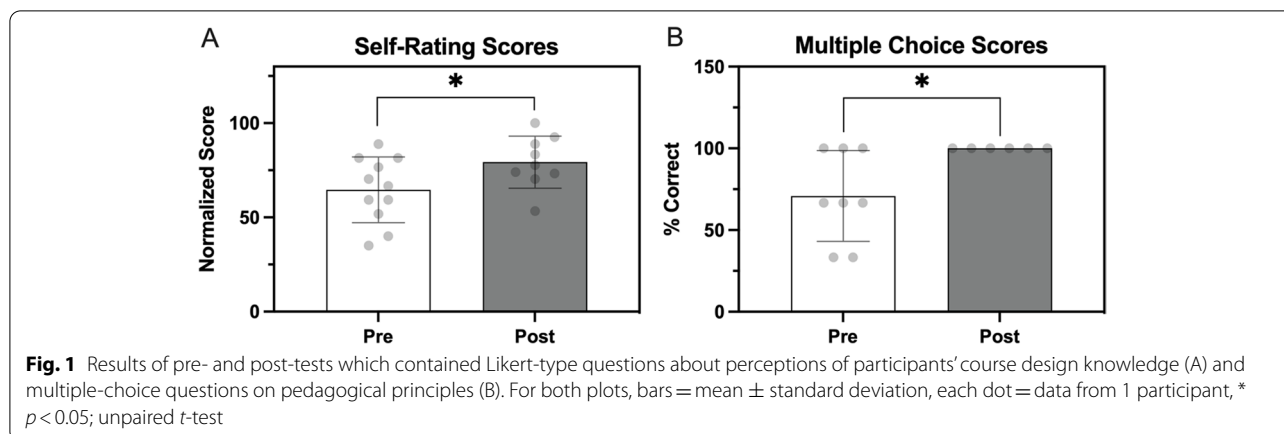 A
Self-Rating Scores
*
Normalized Score
100
50
0
Pre
Post
B
Multiple Choice Scores
*
% Correct
150
100
50
0
Pre
Post
Fig. 1 Results of pre- and post-tests which contained Likert-type questions about perceptions of participants’ course design knowledge (A) and
multiple-choice questions on pedagogical principles (B). For both plots, bars = mean ± standard deviation, each dot = data from 1 participant, *
p < 0.05; unpaired t-test